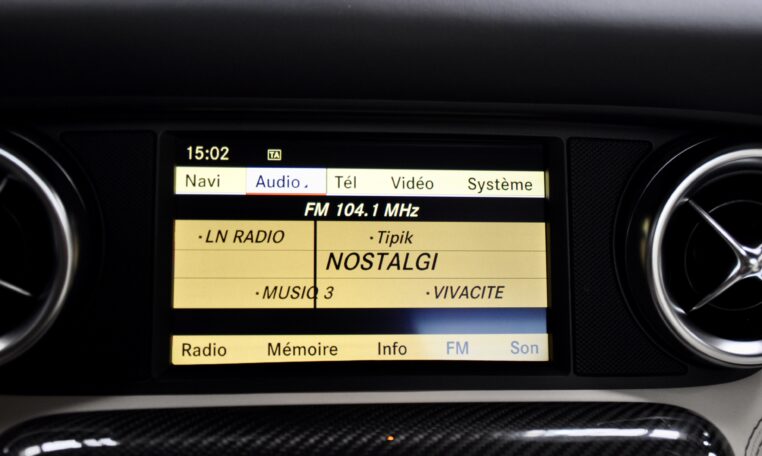 15:02 TA
Navi Audio Tél Vidéo Système
FM 104.1 MHz
·LN RADIO ·Tipik
NOSTALGI
·MUSIQ 3 ·VIVACITE
Radio Mémoire Info FM Son